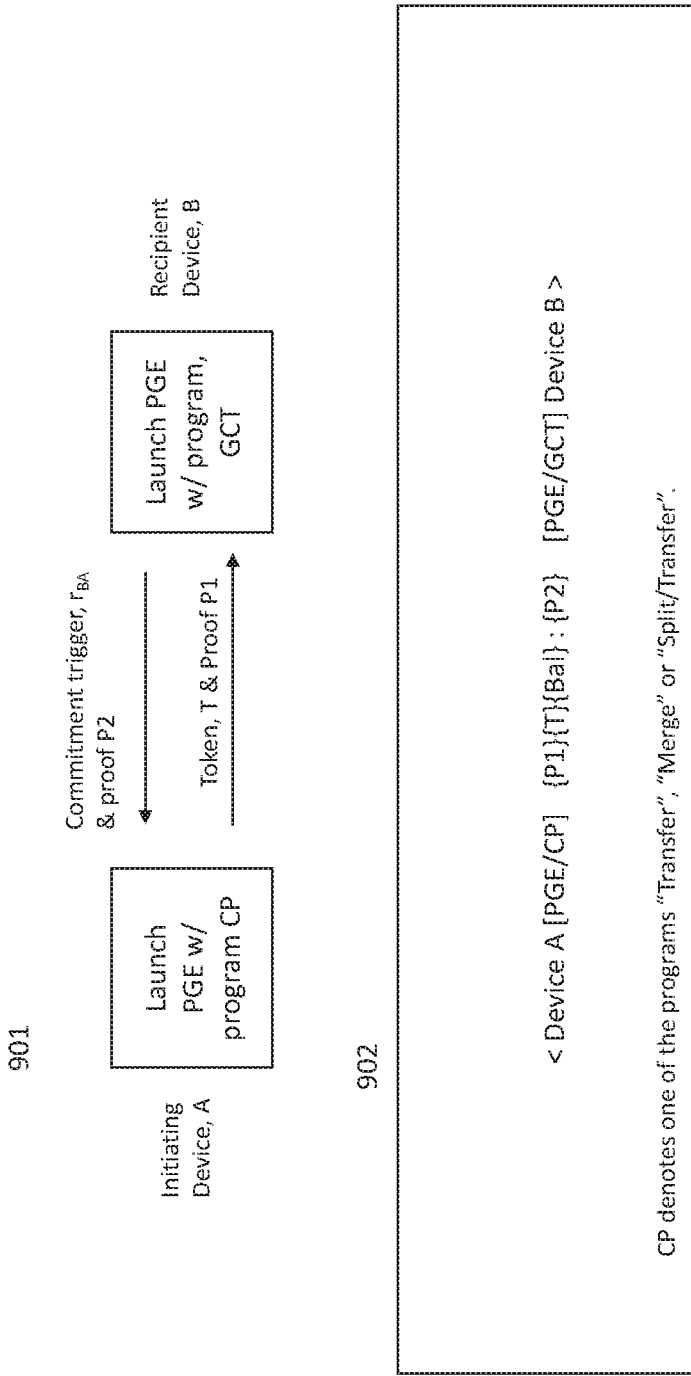 901
Initiating
Device, A
Launch
PGE w/
program CP
Commitment trigger, rBA
& proof P2
Token, T & Proof P1
Launch PGE
w/ program,
GCT
Recipient
Device, B
902
< Device A [PGE/CP] {P1}{T}{Bal} : {P2} [PGE/GCT] Device B >
CP denotes one of the programs “Transfer”, “Merge” or “Split/Transfer”.